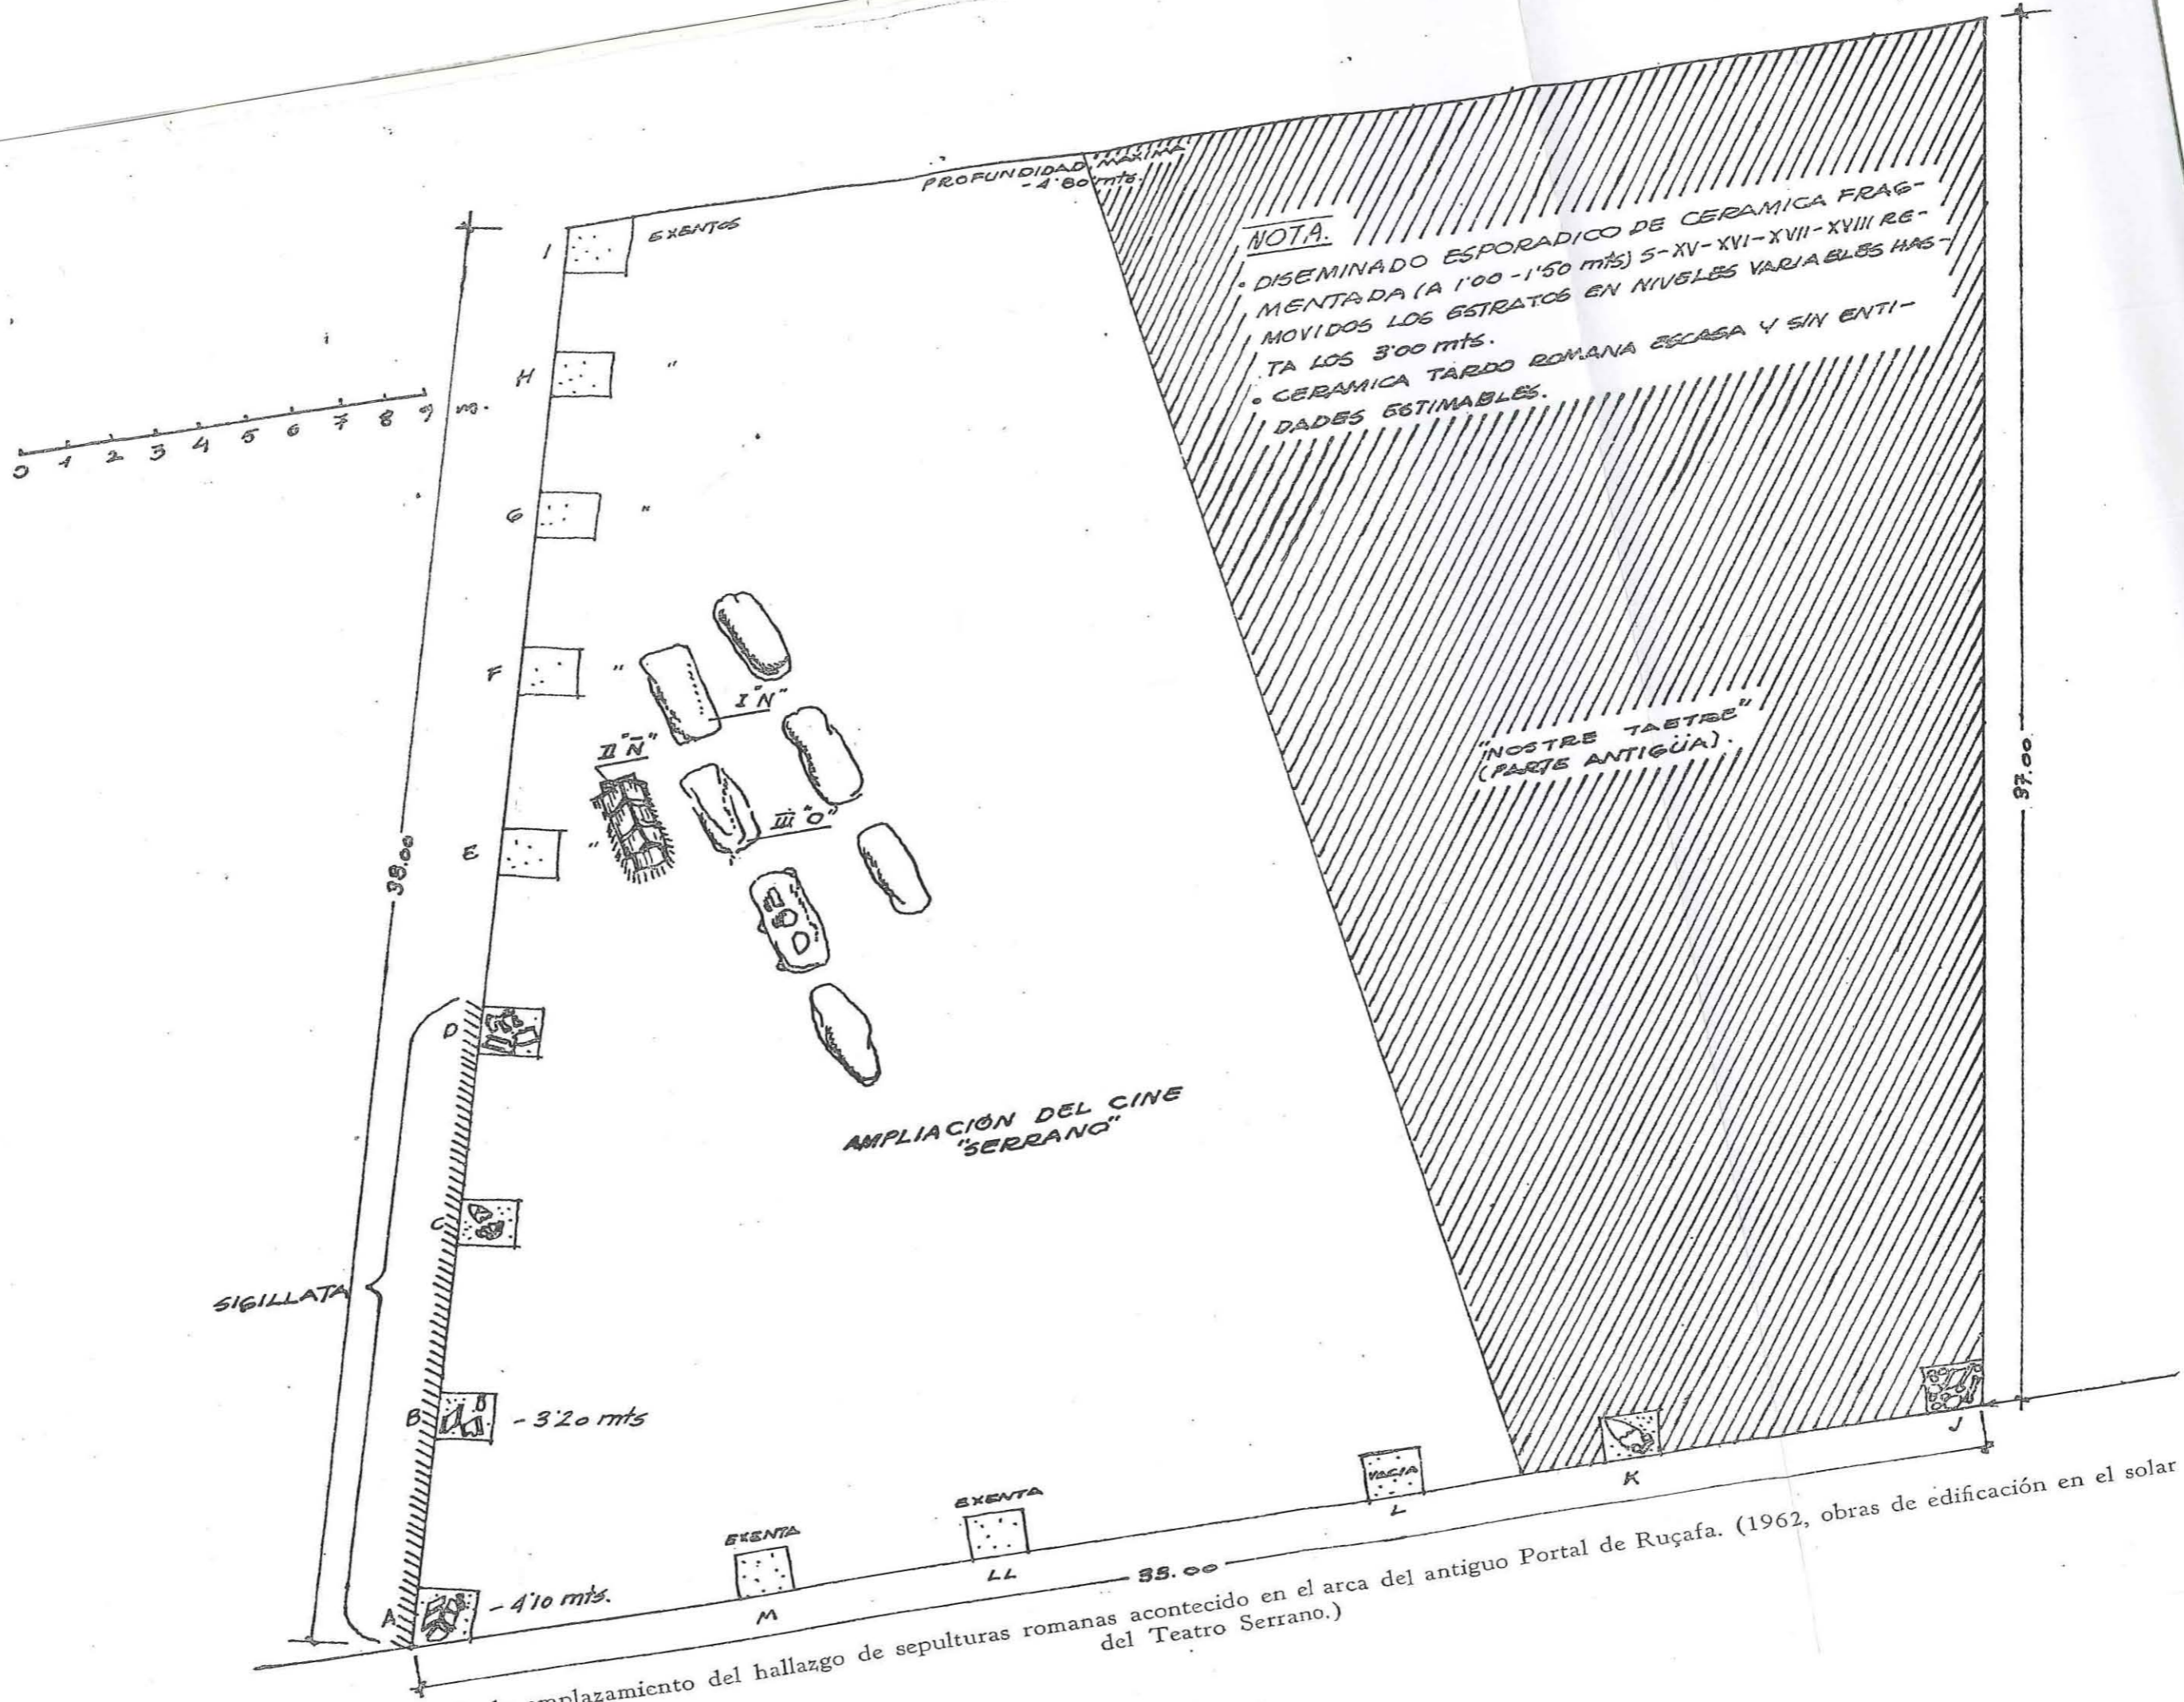 PROFUNDIDAD MAXIMA
-4'80 mts.
I
EXENTOS
NOTA.
• DISEMINADO ESPORADICO DE CERAMICA FRAG-
MENTADA (A 1'00 -1'50 mts) S-XV-XVI-XVII-XVIII RE-
MOVIDOS LOS ESTRATOS EN NIVELES VARIABLES HAS-
TA LOS 3'00 mts.
• CERAMICA TARDO ROMANA ESCASA Y SIN ENTI-
DADES ESTIMABLES.
H "
0 1 2 3 4 5 6 7 8 9 m.
G "
F "
I "N"
II "Ñ"
III "O"
E "
38.00
"NOSTRE TAETRE"
(PARTE ANTIGÜA).
37.00
D
AMPLIACIÓN DEL CINE
"SERRANO"
C
SIGILLATA
B -3'20 mts
A -4'10 mts.
EXENTA
M
EXENTA
LL
VACIA
L
K
J
emplazamiento del hallazgo de sepulturas romanas acontecido en el arca del antiguo Portal de Ruçafa. (1962, obras de edificación en el solar
del Teatro Serrano.)